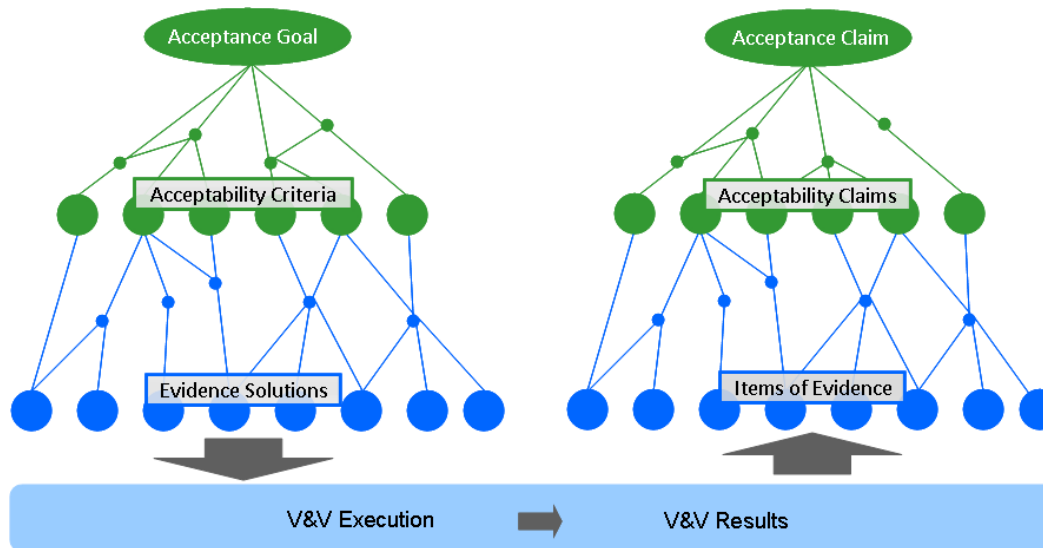 Acceptance Goal
Acceptance Claim
Acceptability Criteria
Acceptability Claims
Evidence Solutions
Items of Evidence
V&V Execution
V&V Results